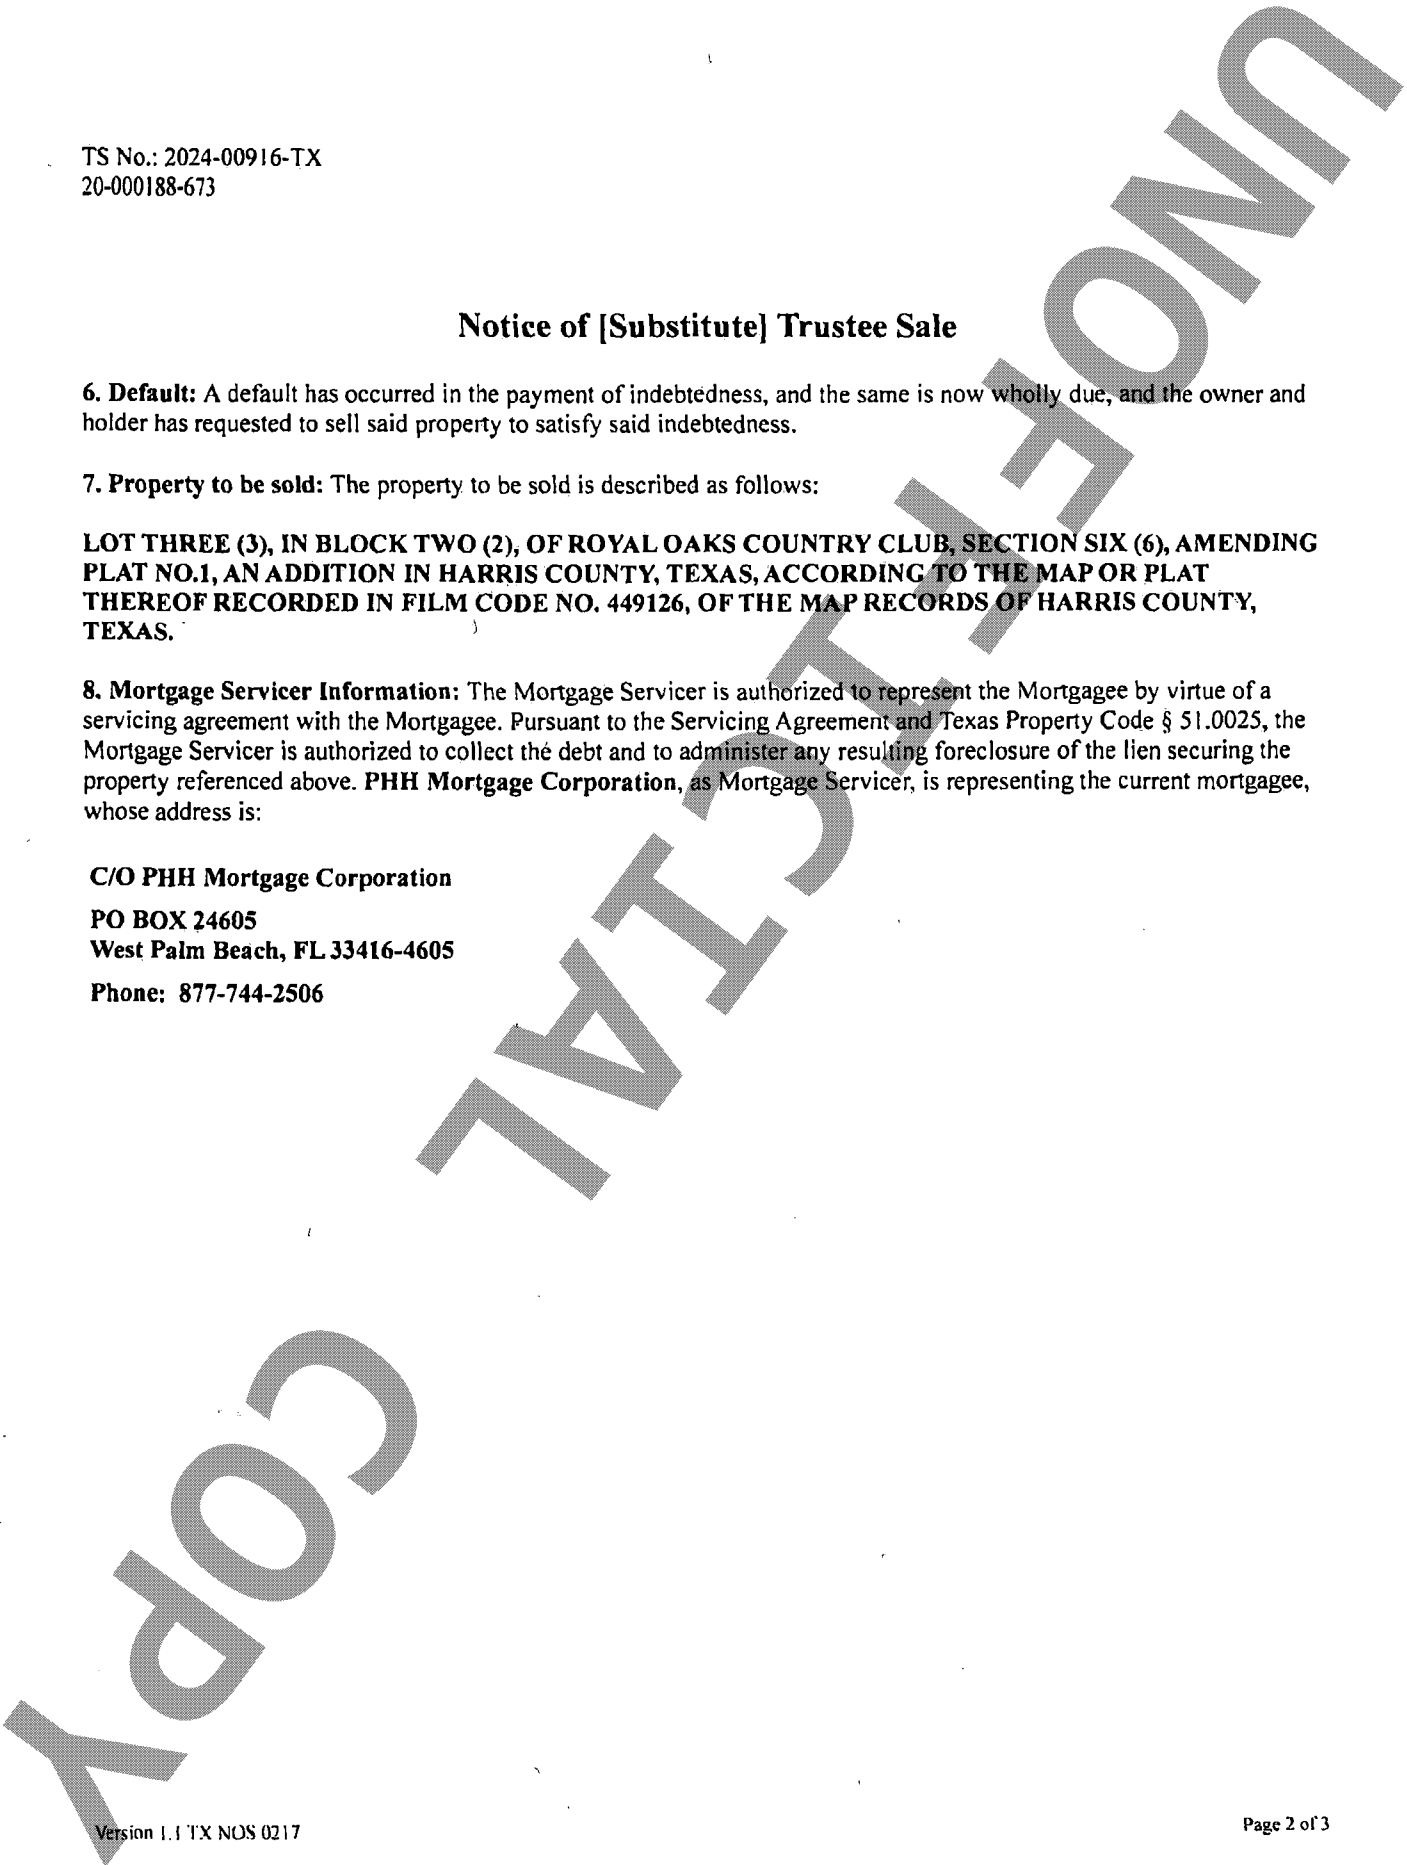 TS No.: 2024-00916-TX
20-000188-673
Notice of [Substitute] Trustee Sale
6. Default: A default has occurred in the payment of indebtedness, and the same is now wholly due, and the owner and
holder has requested to sell said property to satisfy said indebtedness.
7. Property to be sold: The property to be sold is described as follows:
LOT THREE (3), IN BLOCK TWO (2), OF ROYAL OAKS COUNTRY CLUB, SECTION SIX (6), AMENDING
PLAT NO.1, AN ADDITION IN HARRIS COUNTY, TEXAS, ACCORDING TO THE MAP OR PLAT
THEREOF RECORDED IN FILM CODE NO. 449126, OF THE MAP RECORDS OF HARRIS COUNTY,
TEXAS.
8. Mortgage Servicer Information: The Mortgage Servicer is authorized to represent the Mortgagee by virtue of a
servicing agreement with the Mortgagee. Pursuant to the Servicing Agreement and Texas Property Code § 51.0025, the
Mortgage Servicer is authorized to collect the debt and to administer any resulting foreclosure of the lien securing the
property referenced above. PHH Mortgage Corporation, as Mortgage Servicer, is representing the current mortgagee,
whose address is:
C/O PHH Mortgage Corporation
PO BOX 24605
West Palm Beach, FL 33416-4605
Phone: 877-744-2506
Version 1.1 TX NOS 0217
Page 2 of 3
UNOFFICIAL COPY